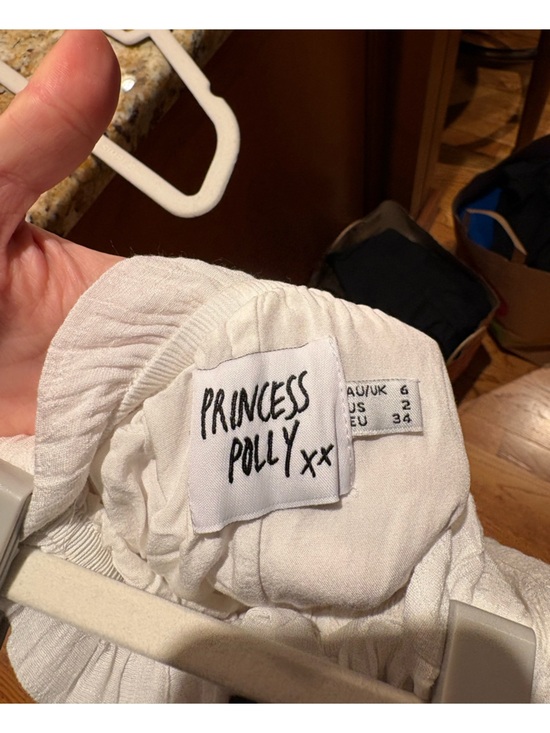 PRINCESS
POLLY xx
AU/UK 6
US 2
EU 34